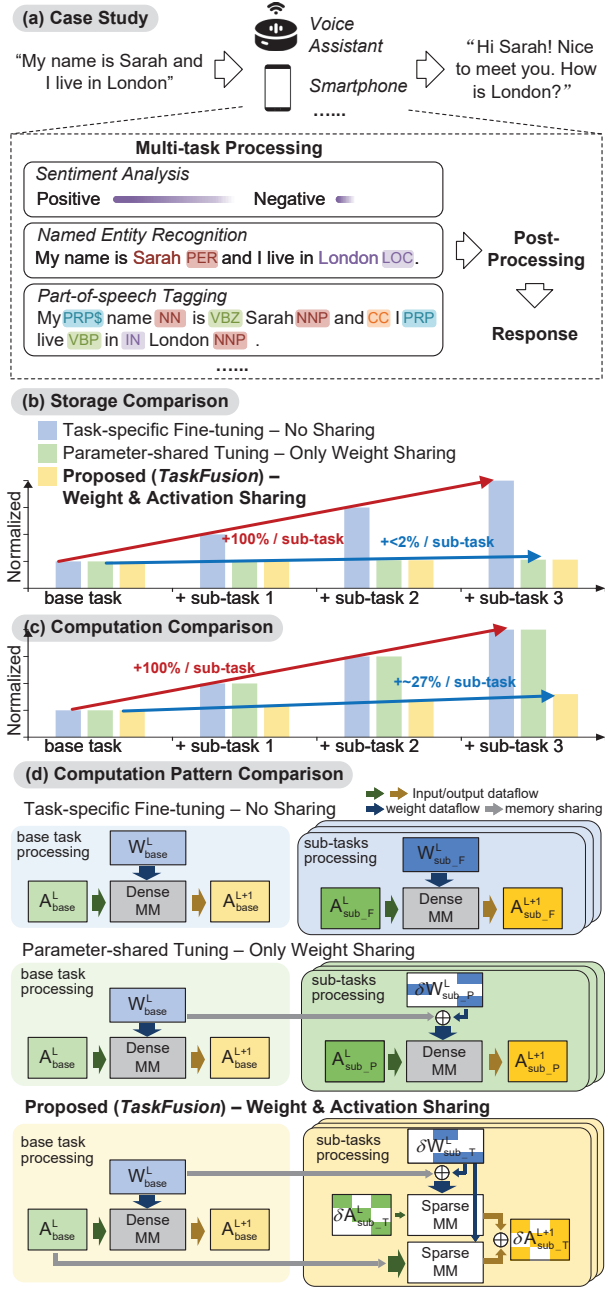 (a) Case Study
“My name is Sarah and
I live in London”
Voice
Assistant
Smartphone
......
“Hi Sarah! Nice
to meet you. How
is London?”
Multi-task Processing
Sentiment Analysis
Positive Negative
Named Entity Recognition
My name is Sarah PER and I live in London LOC .
Part-of-speech Tagging
My PRP$ name NN is VBZ Sarah NNP and CC I PRP
live VBP in IN London NNP .
......
Post-
Processing
Response
(b) Storage Comparison
Task-specific Fine-tuning – No Sharing
Parameter-shared Tuning – Only Weight Sharing
Proposed (TaskFusion) –
Weight & Activation Sharing
Normalized
+100% / sub-task
+<2% / sub-task
base task + sub-task 1 + sub-task 2 + sub-task 3
(c) Computation Comparison
Normalized
+100% / sub-task
+~27% / sub-task
base task + sub-task 1 + sub-task 2 + sub-task 3
(d) Computation Pattern Comparison
Input/output dataflow
weight dataflow memory sharing
Task-specific Fine-tuning – No Sharing
base task
processing
W^L_base
A^L_base
Dense
MM
A^L+1_base
sub-tasks
processing
W^L_sub_F
A^L_sub_F
Dense
MM
A^L+1_sub_F
Parameter-shared Tuning – Only Weight Sharing
base task
processing
W^L_base
A^L_base
Dense
MM
A^L+1_base
sub-tasks
processing
δW^L_sub_P
⊕
A^L_sub_P
Dense
MM
A^L+1_sub_P
Proposed (TaskFusion) – Weight & Activation Sharing
base task
processing
W^L_base
A^L_base
Dense
MM
A^L+1_base
sub-tasks
processing
δW^L_sub_T
⊕
δA^L_sub_T
Sparse
MM
Sparse
MM
⊕
δA^L+1_sub_T